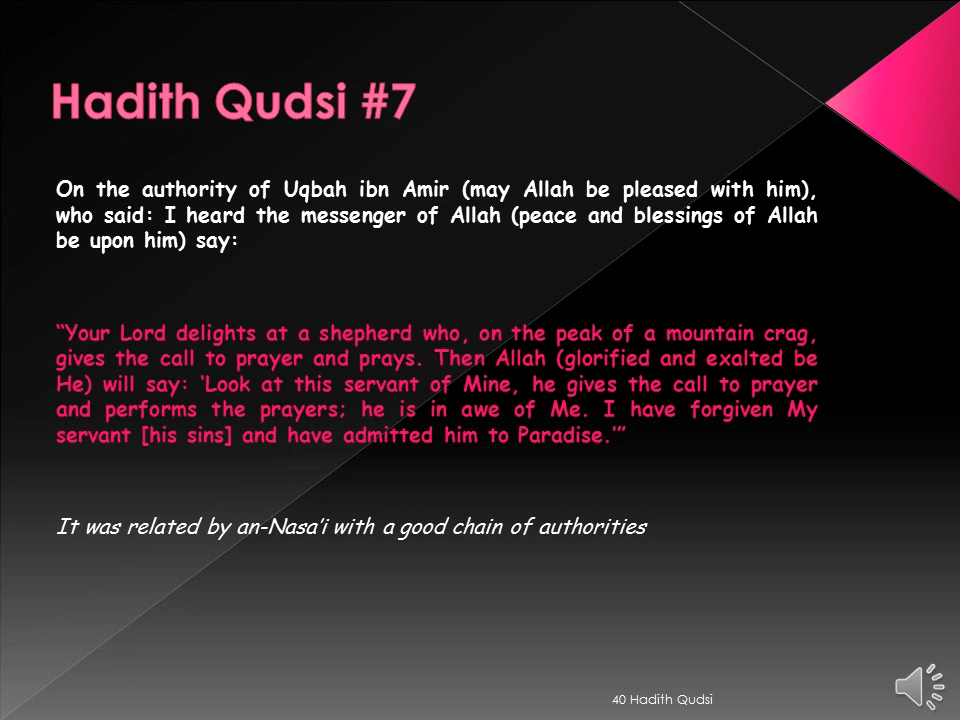 Hadith Qudsi #7
On the authority of Uqbah ibn Amir (may Allah be pleased with him),
who said: I heard the messenger of Allah (peace and blessings of Allah
be upon him) say:
“Your Lord delights at a shepherd who, on the peak of a mountain crag,
gives the call to prayer and prays. Then Allah (glorified and exalted be
He) will say: ‘Look at this servant of Mine, he gives the call to prayer
and performs the prayers; he is in awe of Me. I have forgiven My
servant [his sins] and have admitted him to Paradise.’”
It was related by an-Nasa’i with a good chain of authorities
40 Hadith Qudsi